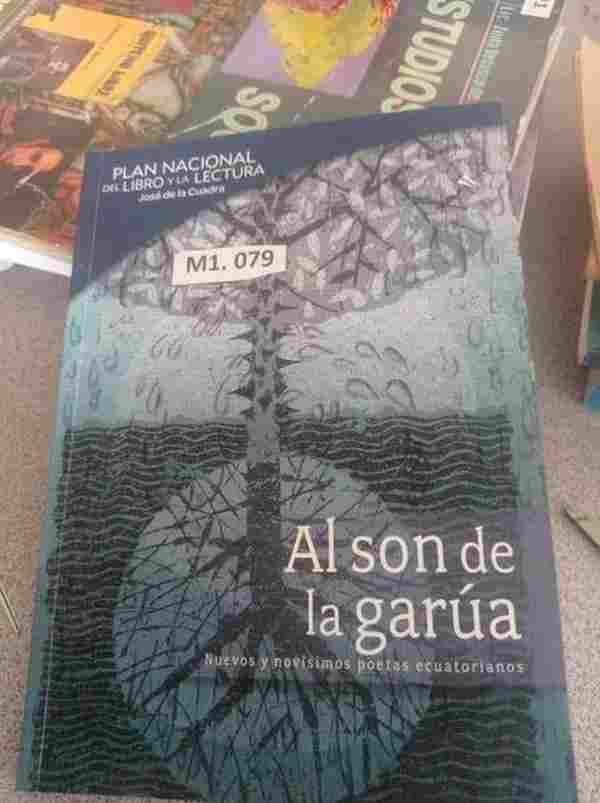 ESTUDIOS
PLAN NACIONAL
DEL LIBRO Y LA LECTURA
José de la Cuadra
M1. 079
Al son de
la garúa
Nuevos y novísimos poetas ecuatorianos